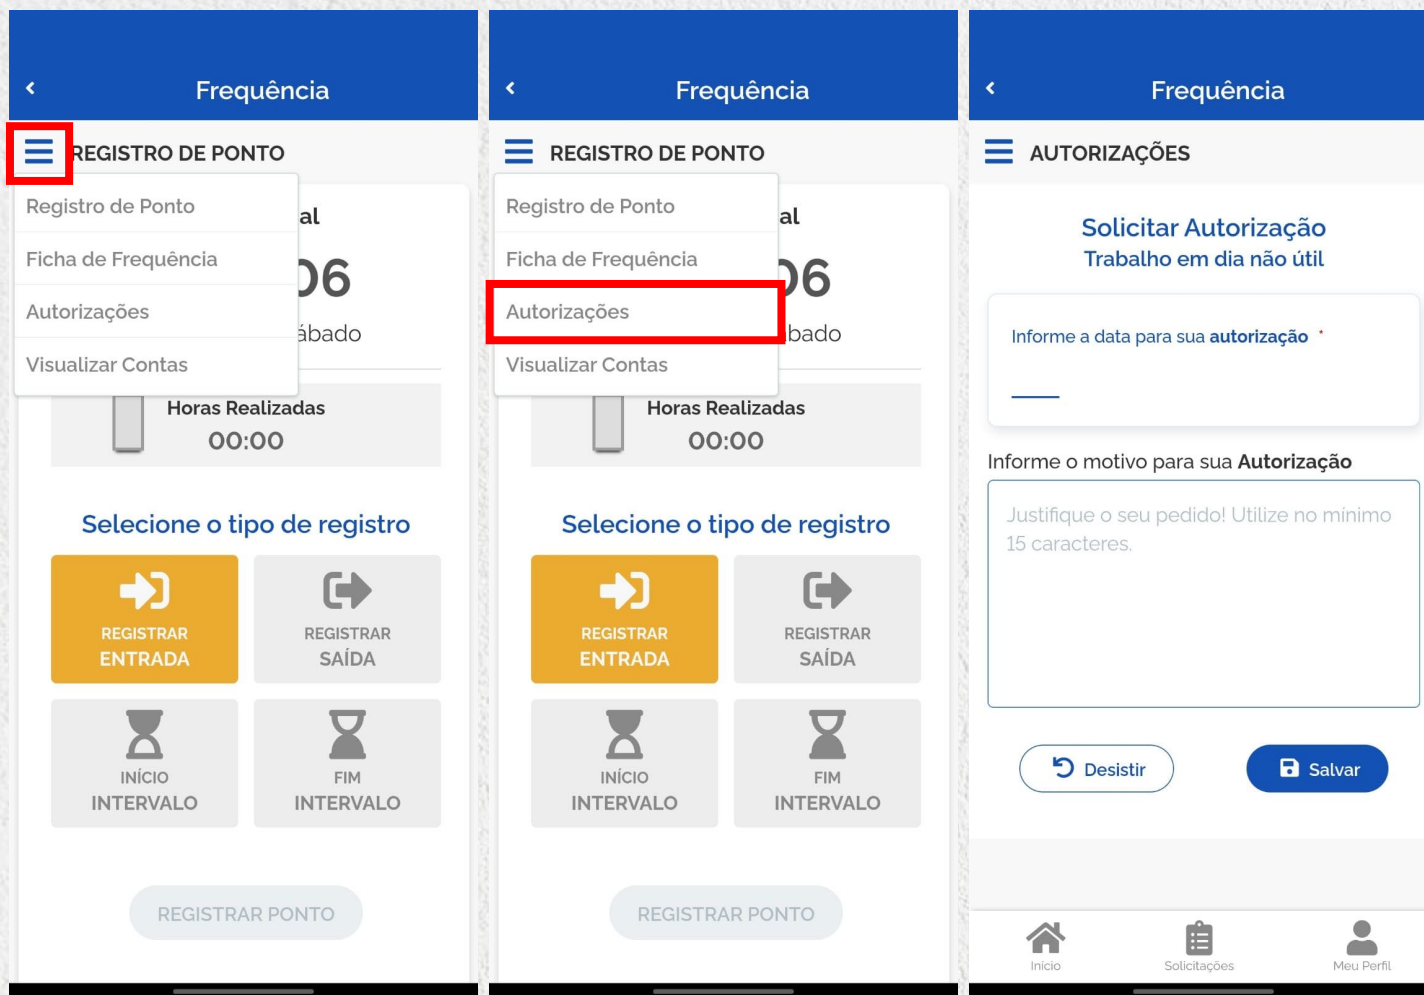 Frequência
REGISTRO DE PONTO
Registro de Ponto
Ficha de Frequência
Autorizações
Visualizar Contas
al
06
ábado
Horas Realizadas
00:00
Selecione o tipo de registro
REGISTRAR
ENTRADA
REGISTRAR
SAÍDA
INÍCIO
INTERVALO
FIM
INTERVALO
REGISTRAR PONTO
Frequência
REGISTRO DE PONTO
Registro de Ponto
Ficha de Frequência
Autorizações
Visualizar Contas
al
06
bado
Horas Realizadas
00:00
Selecione o tipo de registro
REGISTRAR
ENTRADA
REGISTRAR
SAÍDA
INÍCIO
INTERVALO
FIM
INTERVALO
REGISTRAR PONTO
Frequência
AUTORIZAÇÕES
Solicitar Autorização
Trabalho em dia não útil
Informe a data para sua autorização *
Informe o motivo para sua Autorização
Justifique o seu pedido! Utilize no mínimo
15 caracteres.
Desistir
Salvar
Início
Solicitações
Meu Perfil